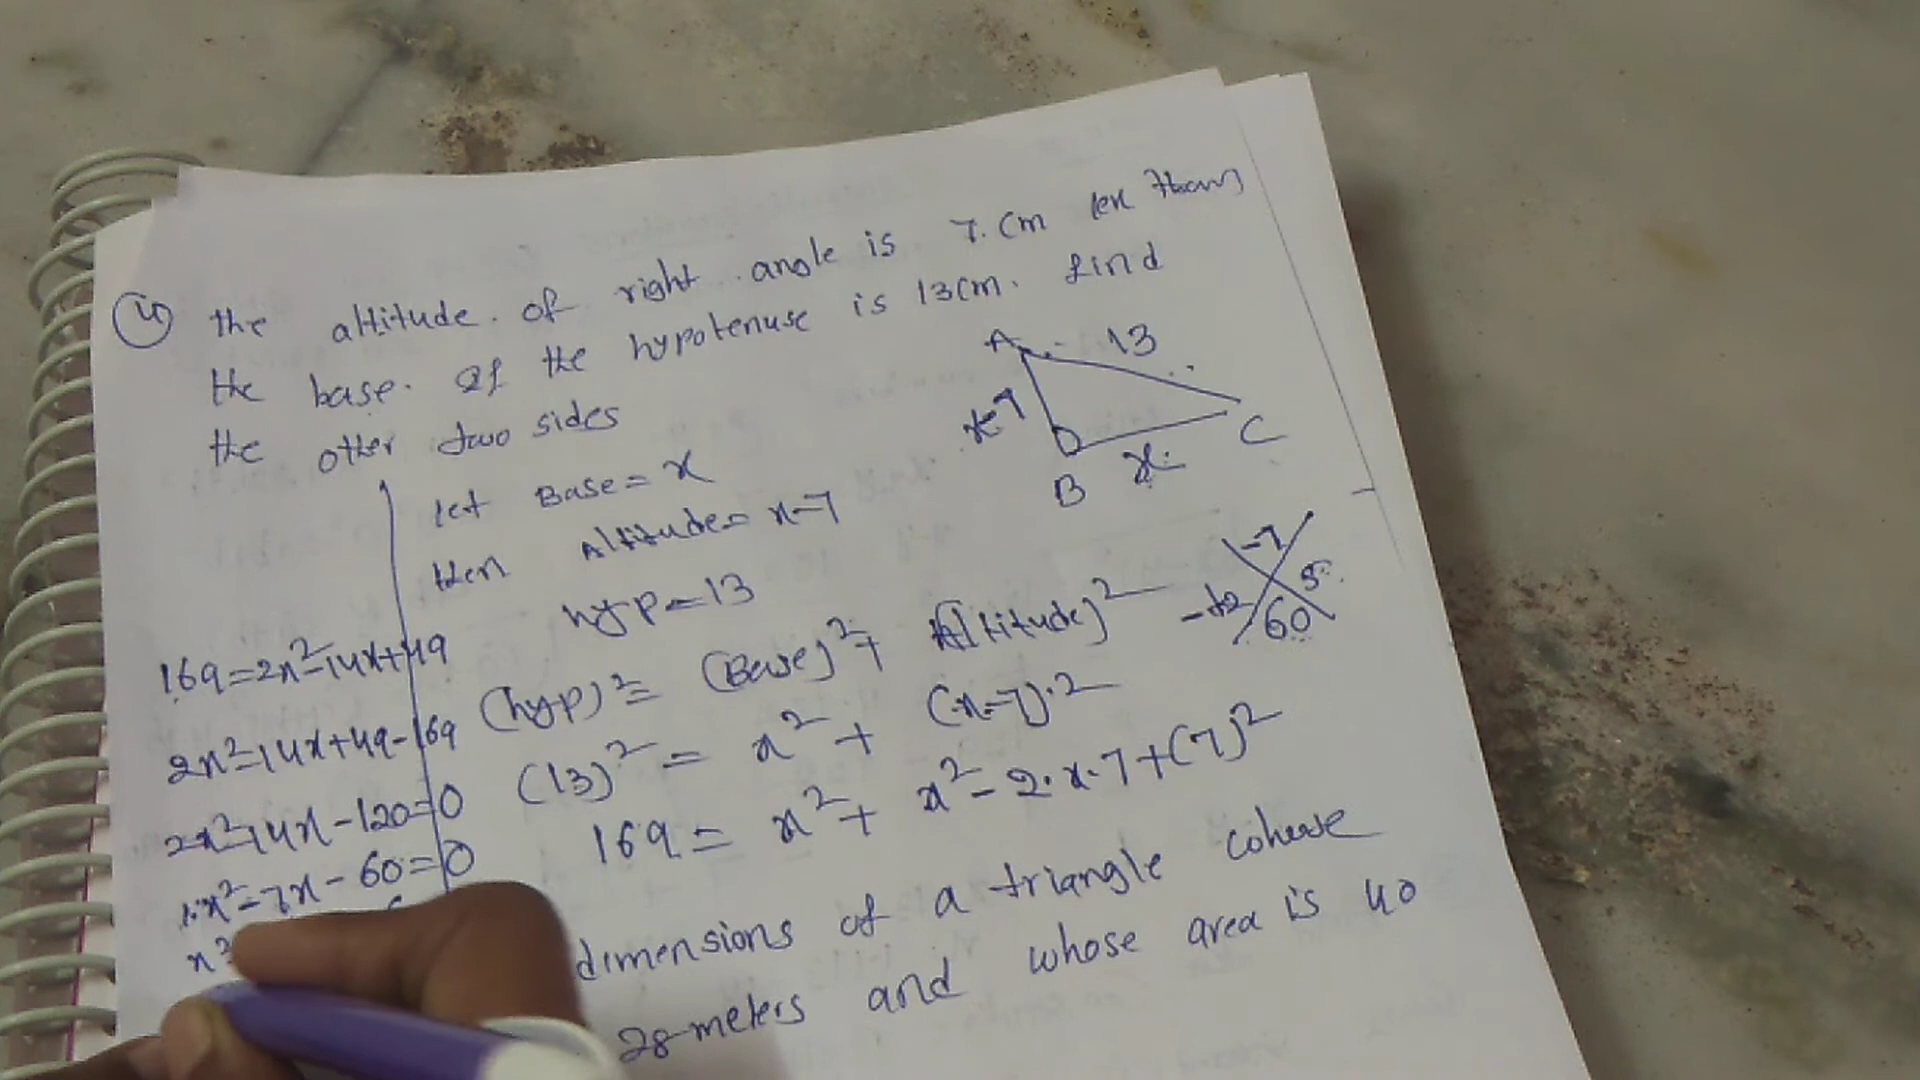 4) the altitude of right angle is 7. cm less than
the base. If the hypotenuse is 13cm. find
the other two sides
A 13
x-7
B x C
let Base = x
then Altitude = x-7
hyp = 13
-7
-12 5
60
(hyp)² = (Base)² + (Altitude)²
(13)² = x² + (x-7)²
169 = x² + x² - 2·x·7 + (7)²
169 = 2x² - 14x + 49
2x² - 14x + 49 - 169
2x² - 14x - 120 = 0
x² - 7x - 60 = 0
x²
dimensions of a triangle whose
28 meters and whose area is 40